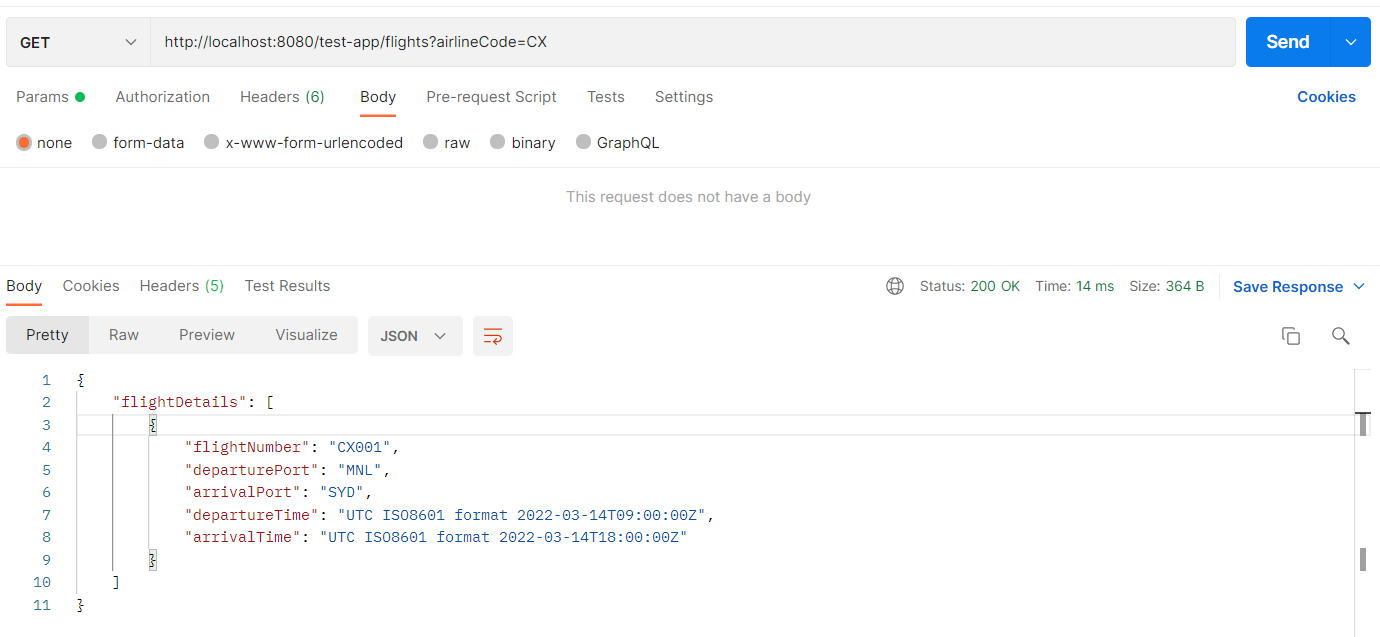 GET http://localhost:8080/test-app/flights?airlineCode=CX Send
Params Authorization Headers (6) Body Pre-request Script Tests Settings Cookies
none form-data x-www-form-urlencoded raw binary GraphQL
This request does not have a body
Body Cookies Headers (5) Test Results Status: 200 OK Time: 14 ms Size: 364 B Save Response
Pretty Raw Preview Visualize JSON
1 {
2 "flightDetails": [
3 {
4 "flightNumber": "CX001",
5 "departurePort": "MNL",
6 "arrivalPort": "SYD",
7 "departureTime": "UTC ISO8601 format 2022-03-14T09:00:00Z",
8 "arrivalTime": "UTC ISO8601 format 2022-03-14T18:00:00Z"
9 }
10 ]
11 }